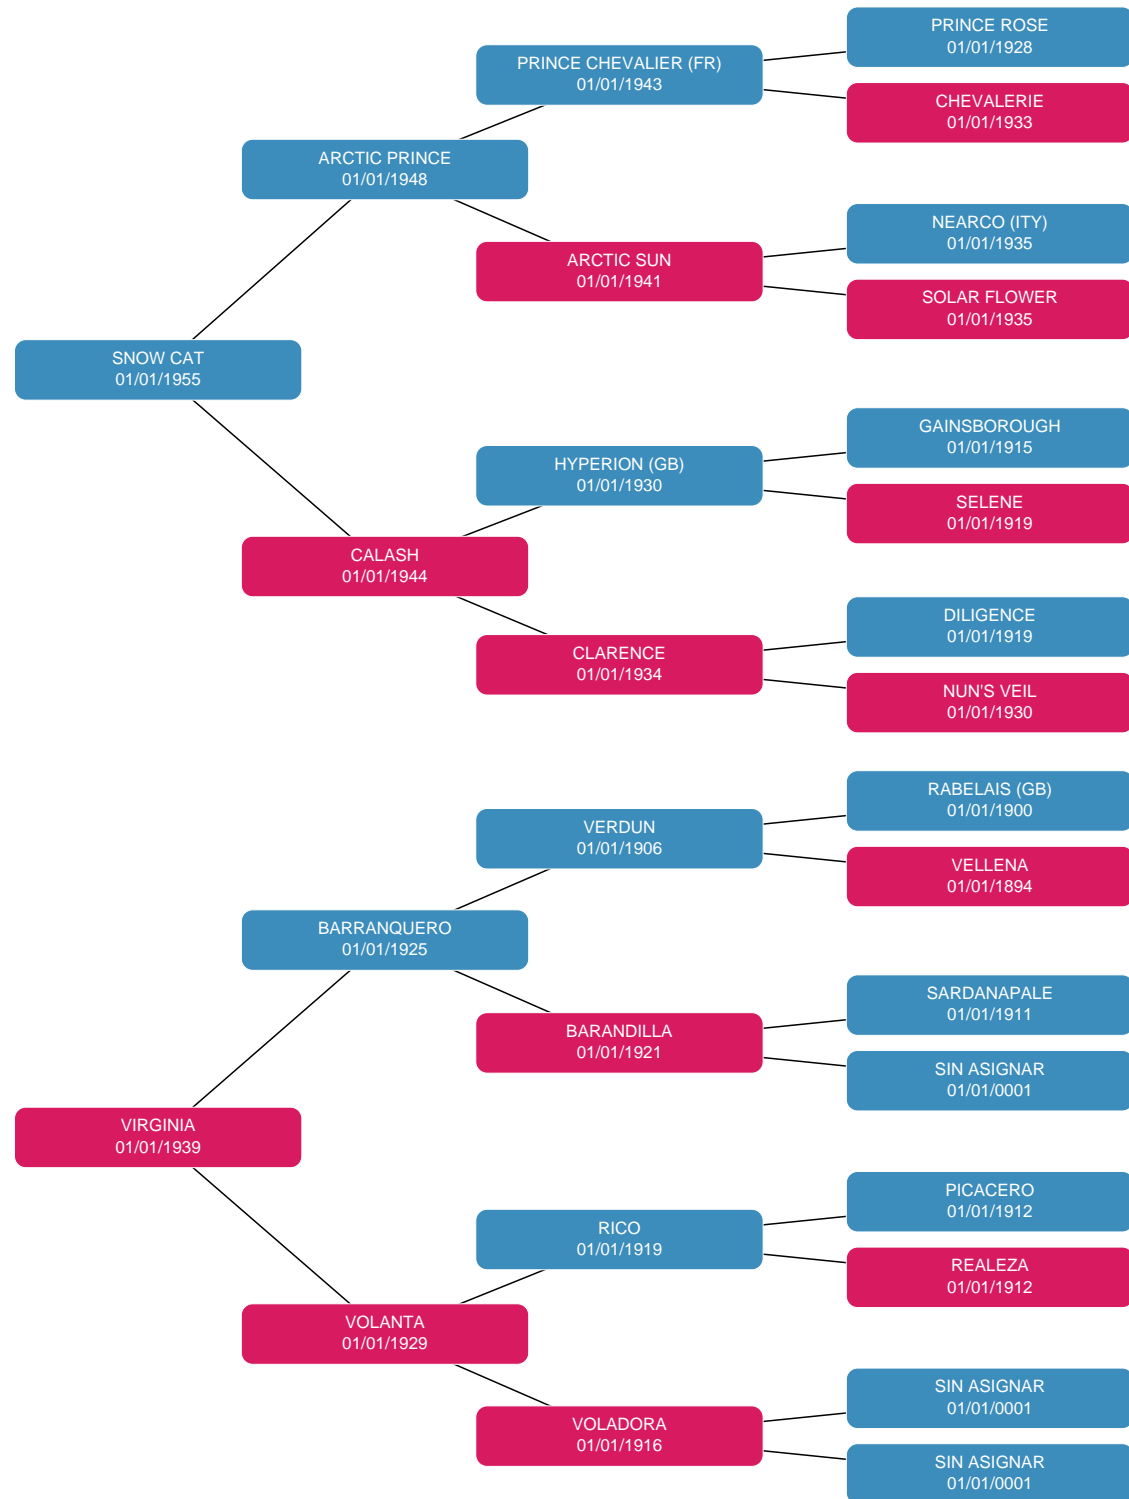 PRINCE ROSE
01/01/1928
PRINCE CHEVALIER (FR)
01/01/1943
CHEVALERIE
01/01/1933
ARCTIC PRINCE
01/01/1948
NEARCO (ITY)
01/01/1935
ARCTIC SUN
01/01/1941
SOLAR FLOWER
01/01/1935
SNOW CAT
01/01/1955
GAINSBOROUGH
01/01/1915
HYPERION (GB)
01/01/1930
SELENE
01/01/1919
CALASH
01/01/1944
DILIGENCE
01/01/1919
CLARENCE
01/01/1934
NUN'S VEIL
01/01/1930
RABELAIS (GB)
01/01/1900
VERDUN
01/01/1906
VELLENA
01/01/1894
BARRANQUERO
01/01/1925
SARDANAPALE
01/01/1911
BARANDILLA
01/01/1921
SIN ASIGNAR
01/01/0001
VIRGINIA
01/01/1939
PICACERO
01/01/1912
RICO
01/01/1919
REALEZA
01/01/1912
VOLANTA
01/01/1929
SIN ASIGNAR
01/01/0001
VOLADORA
01/01/1916
SIN ASIGNAR
01/01/0001